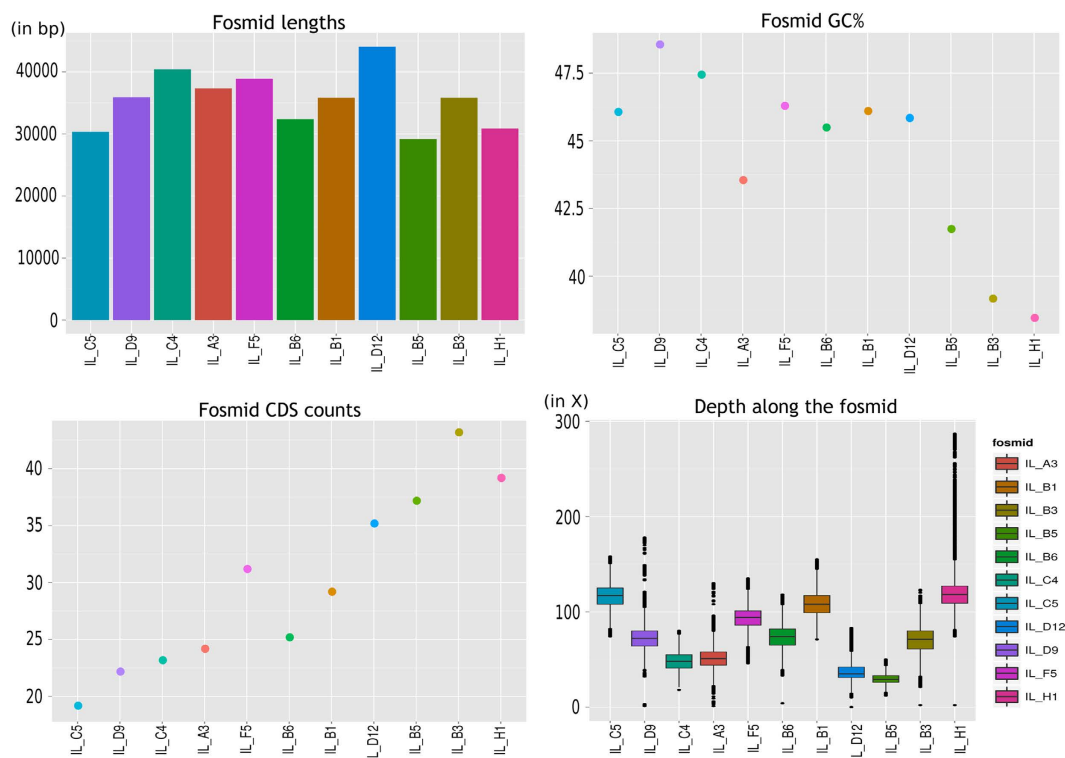 Fosmid lengths
(in bp)
40000
30000
20000
10000
0
IL_C5
IL_D9
IL_C4
IL_A3
IL_F5
IL_B6
IL_B1
IL_D12
IL_B5
IL_B3
IL_H1
Fosmid GC%
47.5
45
42.5
40
IL_C5
IL_D9
IL_C4
IL_A3
IL_F5
IL_B6
IL_B1
IL_D12
IL_B5
IL_B3
IL_H1
Fosmid CDS counts
40
35
30
25
20
IL_C5
IL_D9
IL_C4
IL_A3
IL_F5
IL_B6
IL_B1
L_D12
IL_B5
IL_B3
IL_H1
(in X)
Depth along the fosmid
300
200
100
0
IL_C5
IL_D9
IL_C4
IL_A3
IL_F5
IL_B6
IL_B1
L_D12
IL_B5
IL_B3
IL_H1
fosmid
IL_A3
IL_B1
IL_B3
IL_B5
IL_B6
IL_C4
IL_C5
IL_D12
IL_D9
IL_F5
IL_H1